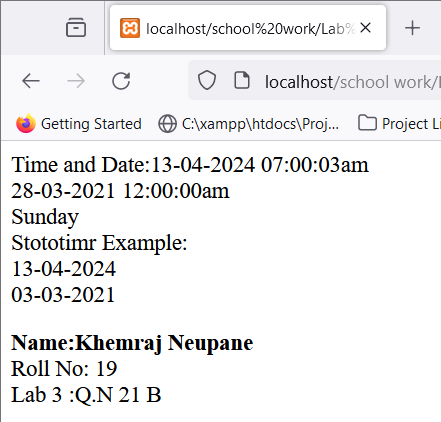 localhost/school%20work/Lab%
localhost/school work/
Getting Started
C:\xampp\htdocs\Proj...
Project Li
Time and Date:13-04-2024 07:00:03am
28-03-2021 12:00:00am
Sunday
Stototimr Example:
13-04-2024
03-03-2021
Name:Khemraj Neupane
Roll No: 19
Lab 3 :Q.N 21 B